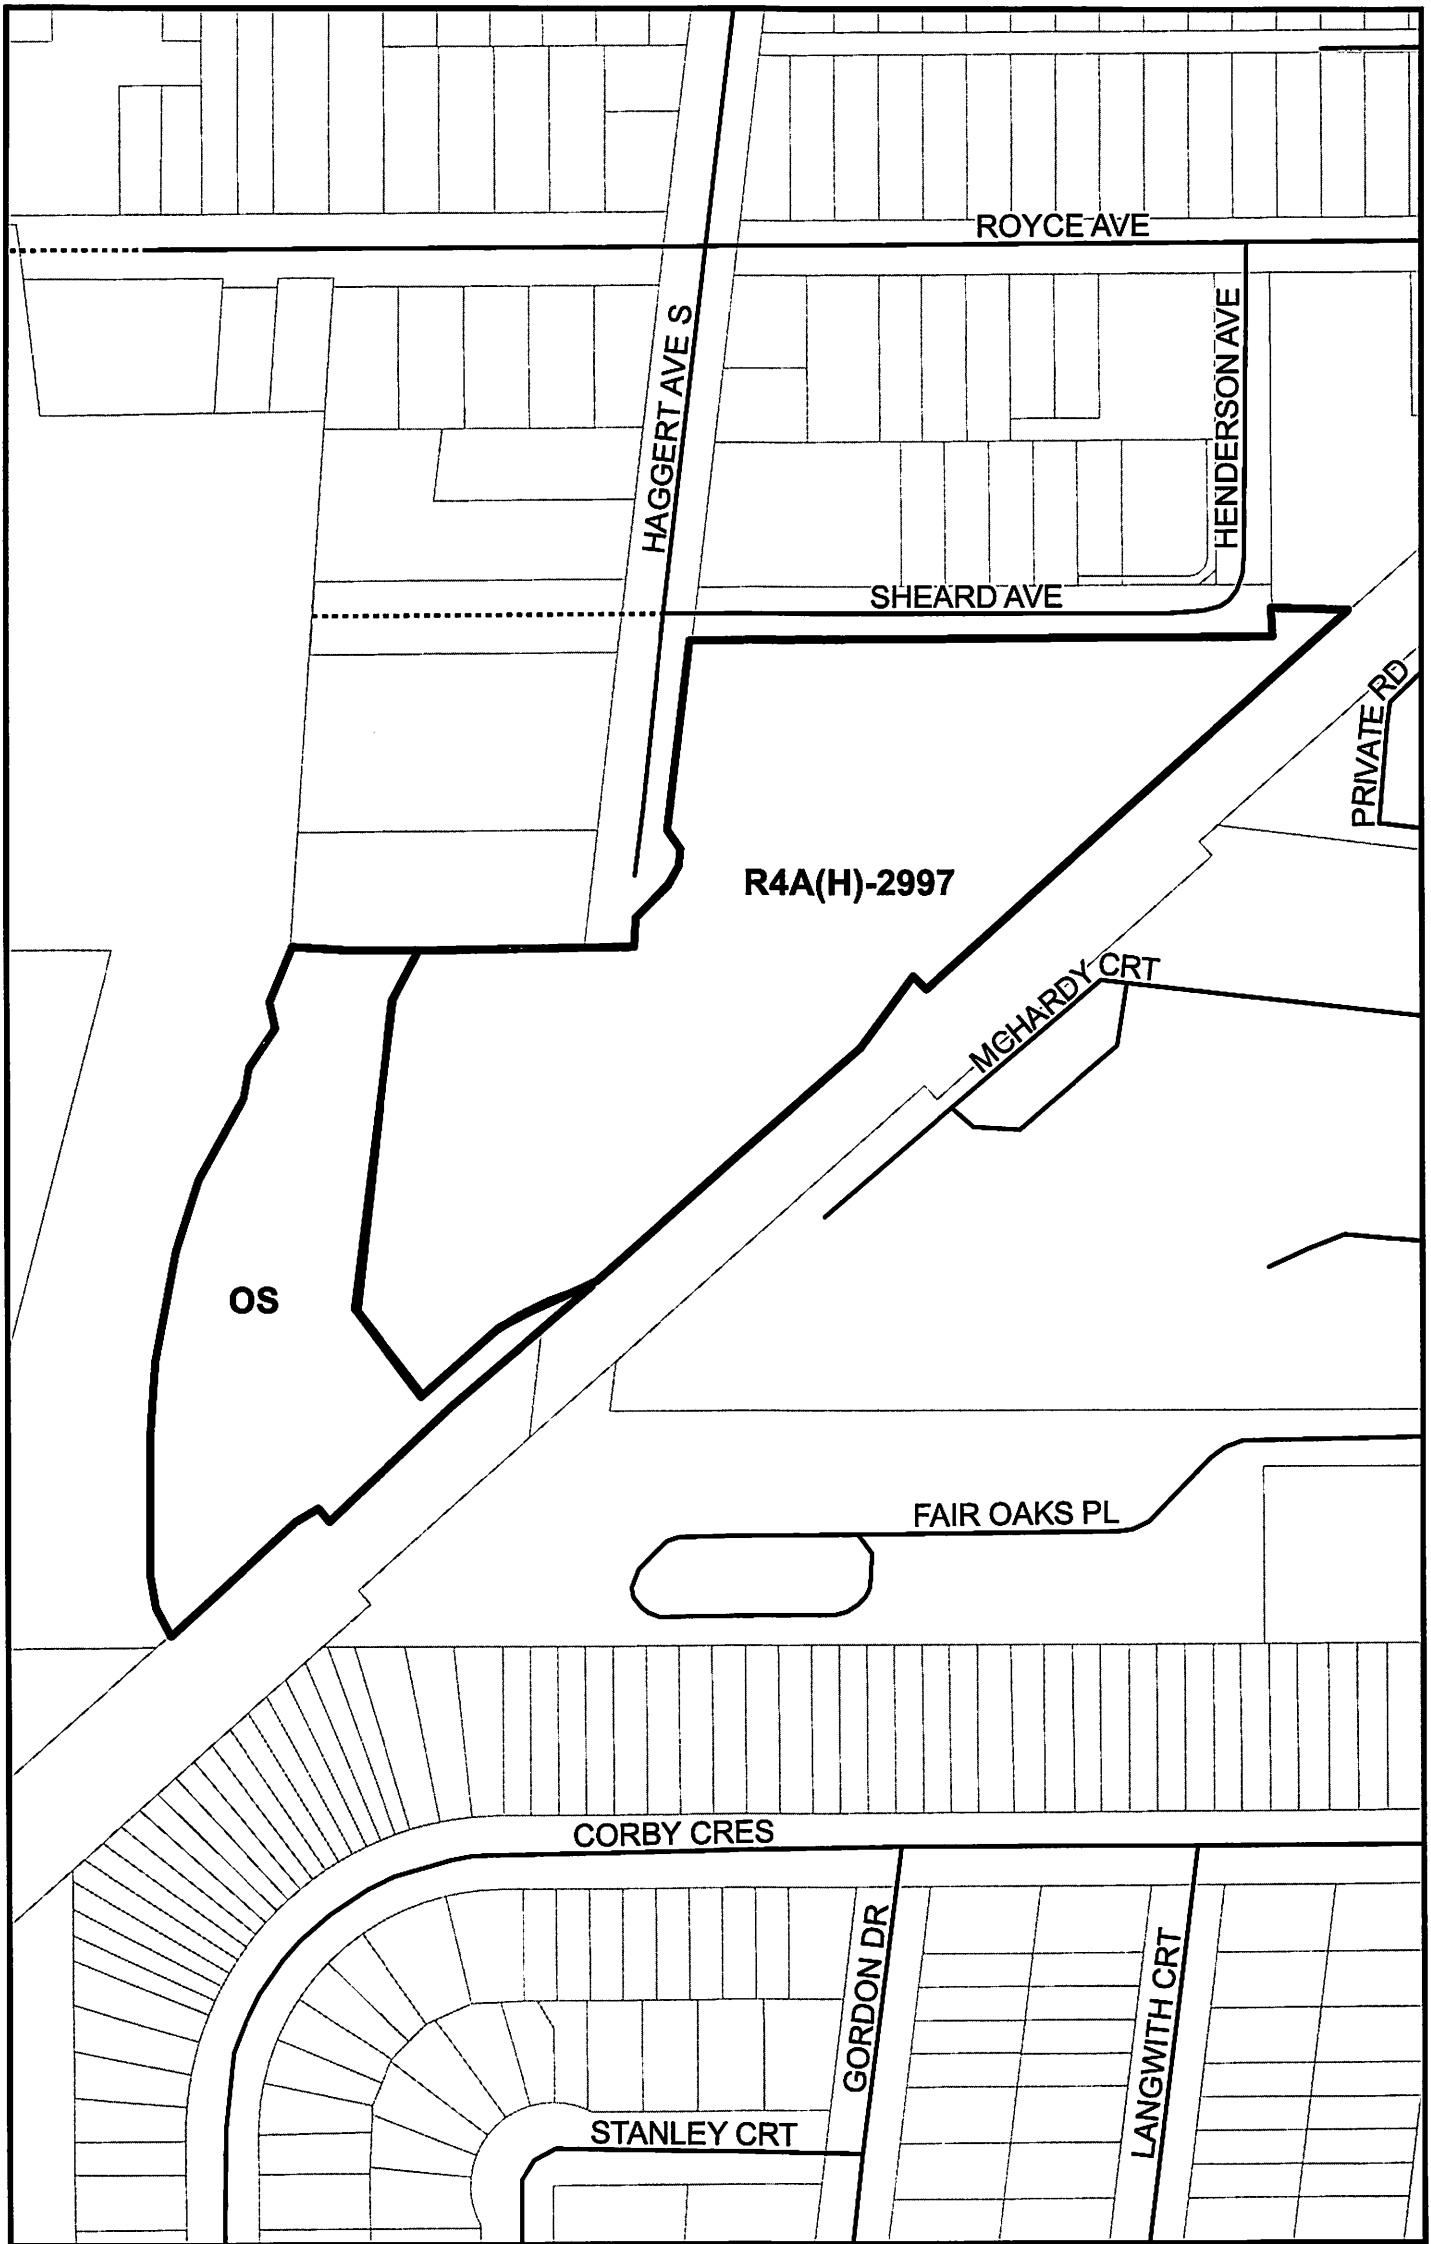 ROYCE AVE
HAGGERT AVE S
HENDERSON AVE
SHEARD AVE
PRIVATE RD
R4A(H)-2997
MCHARDY CRT
OS
FAIR OAKS PL
CORBY CRES
GORDON DR
LANGWITH CRT
STANLEY CRT